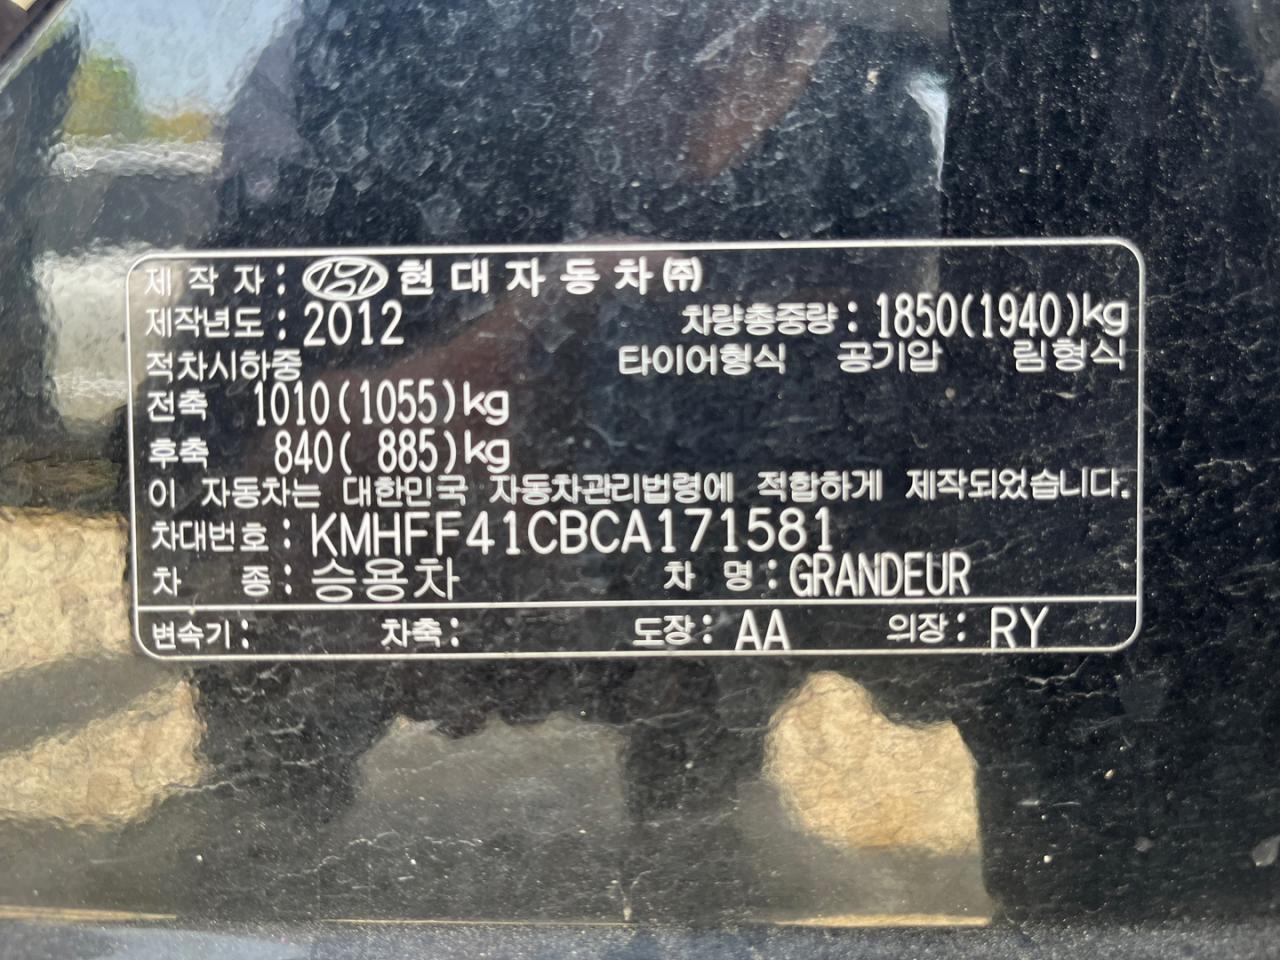 제 작 자 : 현 대 자 동 차 ㈜
제작년도 : 2012 차량총중량 : 1850(1940)kg
적차시하중 타이어형식 공기압 림형식
전축 1010(1055)kg
후축 840( 885)kg
이 자동차는 대한민국 자동차관리법령에 적합하게 제작되었습니다.
차대번호 : KMHFF41CBCA171581
차 종 : 승용차 차 명 : GRANDEUR
변속기 : 차축 : 도장 : AA 의장 : RY